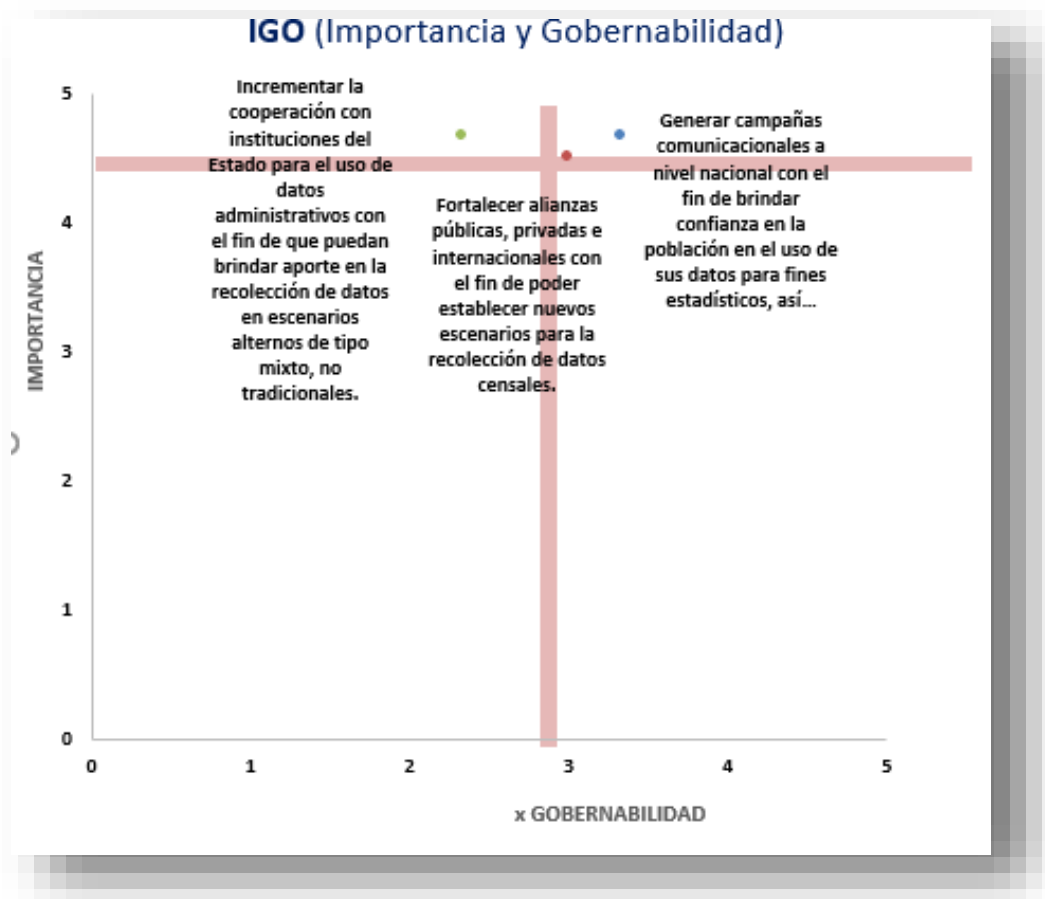 IGO (Importancia y Gobernabilidad)
5
4
3
2
1
0
IMPORTANCIA
Incrementar la
cooperación con
instituciones del
Estado para el uso de
datos
administrativos con
el fin de que puedan
brindar aporte en la
recolección de datos
en escenarios
alternos de tipo
mixto, no
tradicionales.
Fortalecer alianzas
públicas, privadas e
internacionales con
el fin de poder
establecer nuevos
escenarios para la
recolección de datos
censales.
Generar campañas
comunicacionales a
nivel nacional con el
fin de brindar
confianza en la
población en el uso de
sus datos para fines
estadísticos, así...
0 1 2 3 4 5
x GOBERNABILIDAD